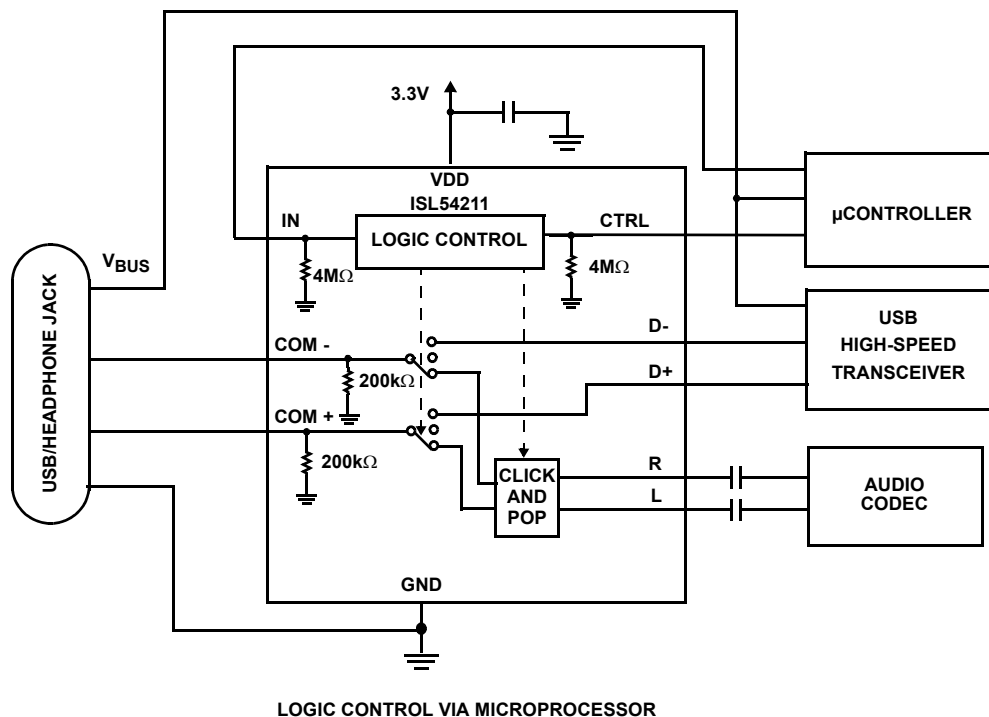 3.3V
VDD
ISL54211
IN
LOGIC CONTROL
CTRL
µCONTROLLER
4MΩ
4MΩ
VBUS
USB/HEADPHONE JACK
USB
HIGH-SPEED
TRANSCEIVER
D-
COM -
200kΩ
D+
COM +
200kΩ
CLICK
AND
POP
R
L
AUDIO
CODEC
GND
LOGIC CONTROL VIA MICROPROCESSOR